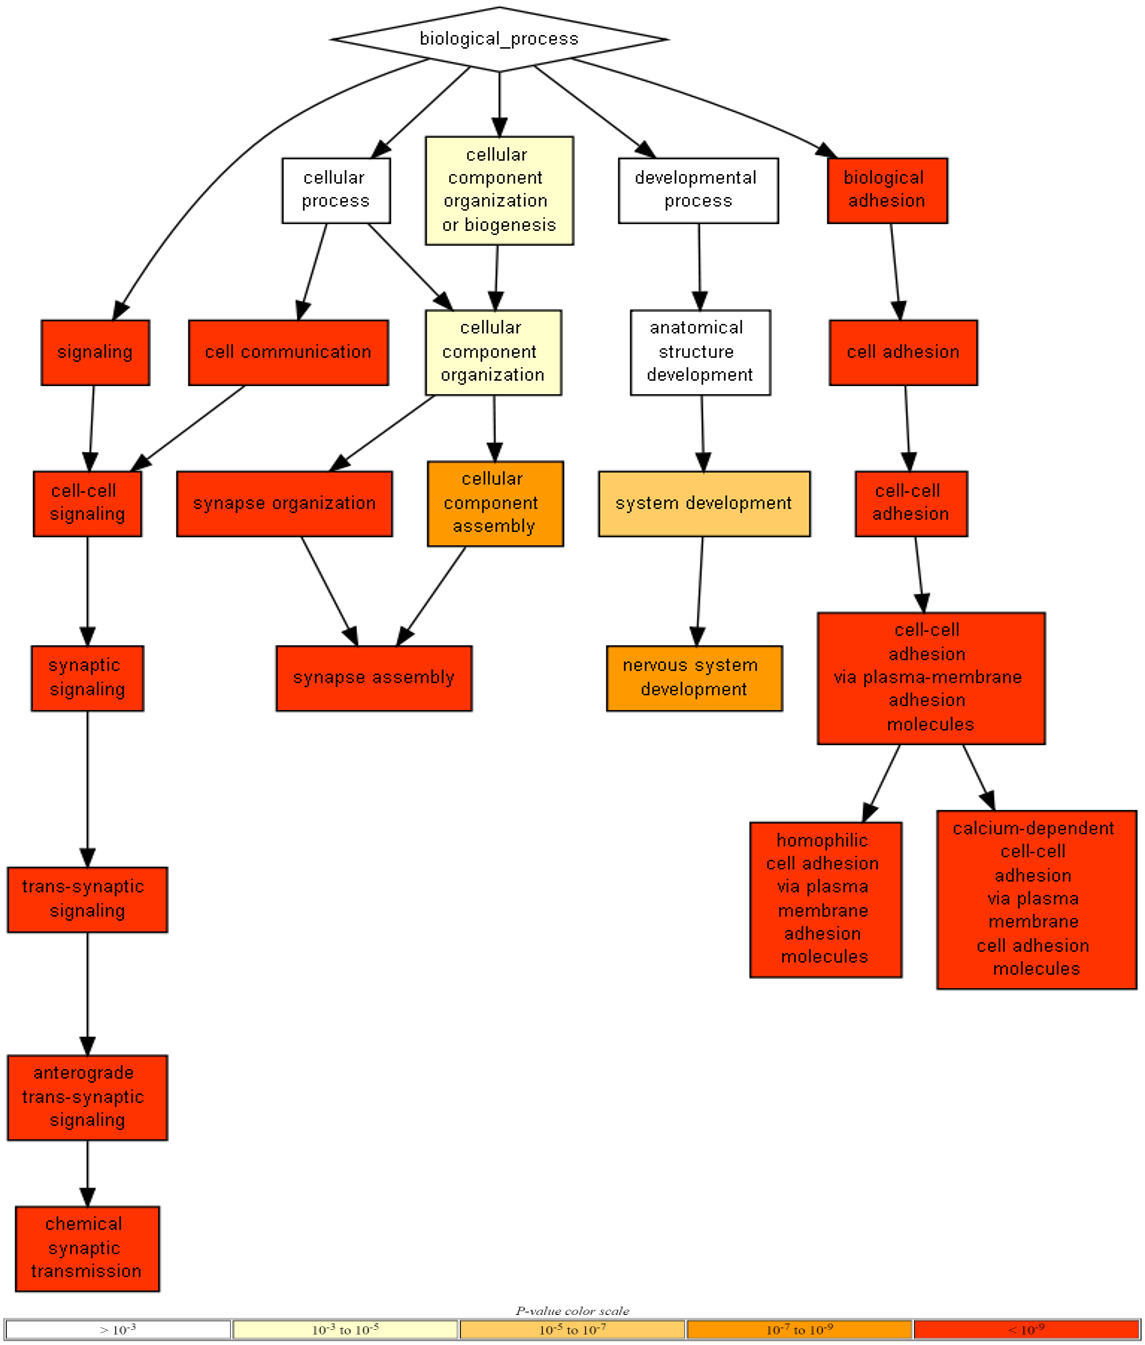 biological_process
cellular
process
cellular
component
organization
or biogenesis
developmental
process
biological
adhesion
signaling
cell communication
cellular
component
organization
anatomical
structure
development
cell adhesion
cell-cell
signaling
synapse organization
cellular
component
assembly
system development
cell-cell
adhesion
synaptic
signaling
synapse assembly
nervous system
development
cell-cell
adhesion
via plasma-membrane
adhesion
molecules
trans-synaptic
signaling
homophilic
cell adhesion
via plasma
membrane
adhesion
molecules
calcium-dependent
cell-cell
adhesion
via plasma
membrane
cell adhesion
molecules
anterograde
trans-synaptic
signaling
chemical
synaptic
transmission
P-value color scale
> 10-3
10-3 to 10-5
10-5 to 10-7
10-7 to 10-9
< 10-9